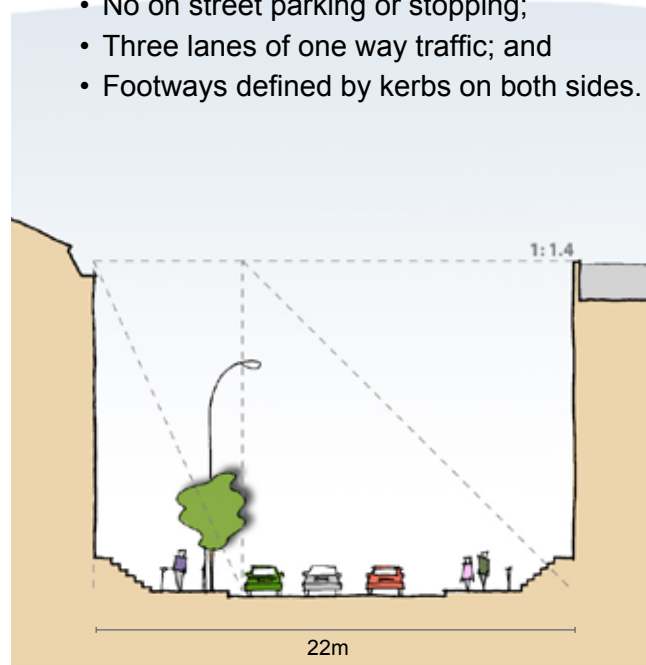 • No on street parking or stopping;
• Three lanes of one way traffic; and
• Footways defined by kerbs on both sides.
1:1.4
22m